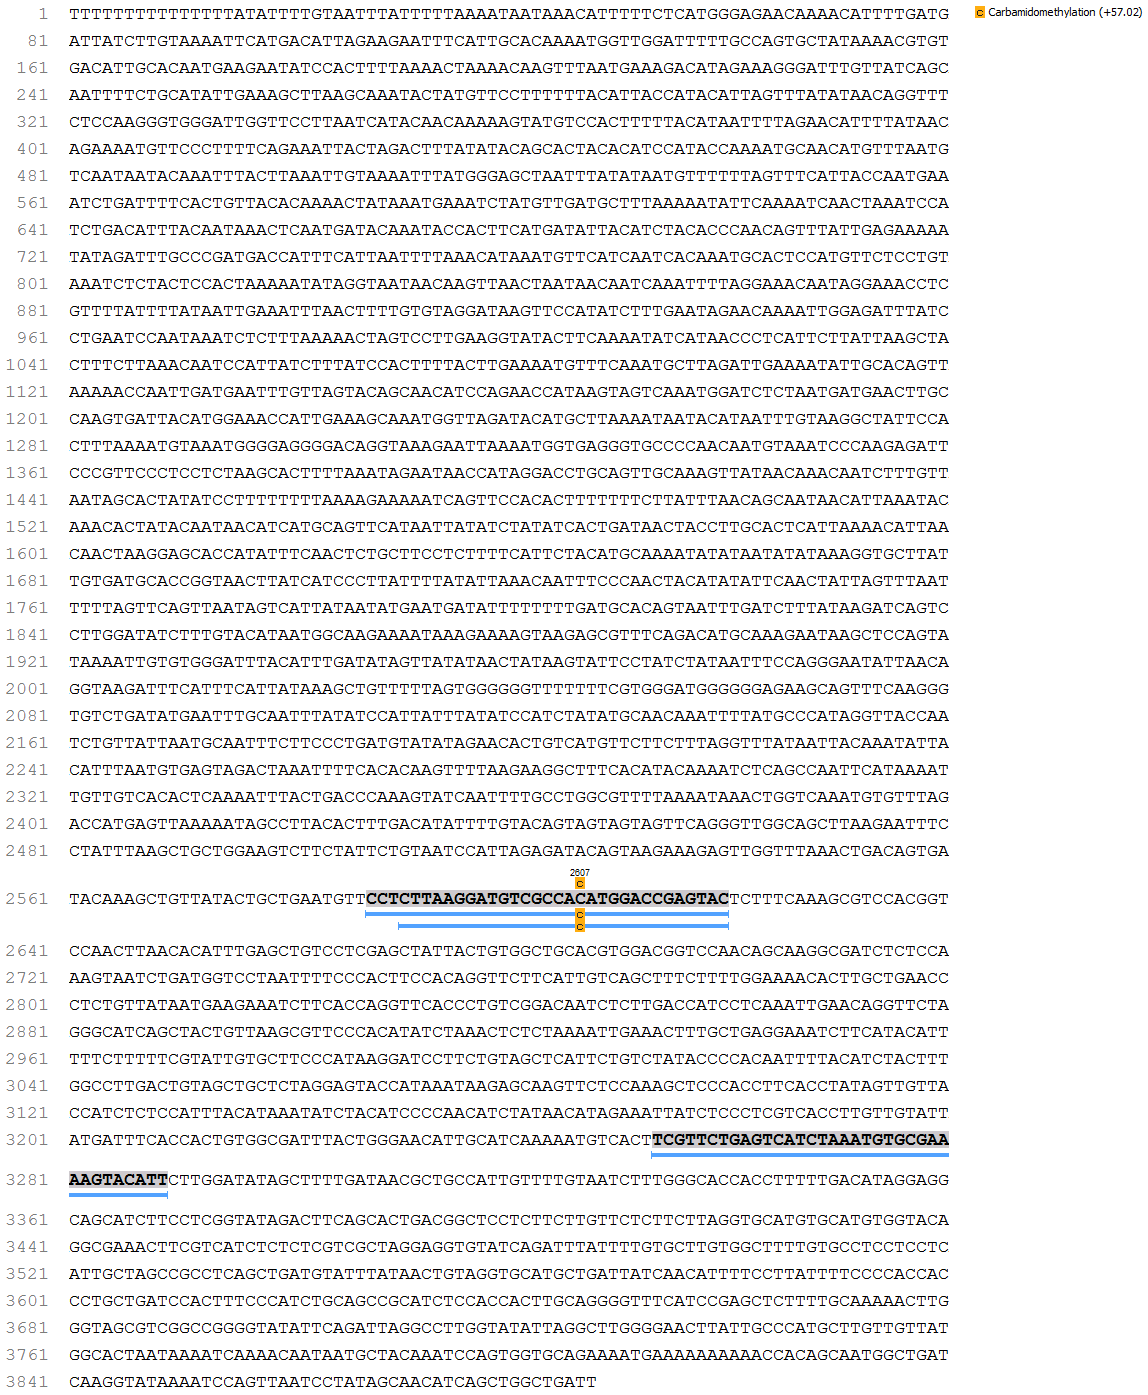 1 TTTTTTTTTTTTTTTATATTTTGTAATTTATTTTTAAAATAATAAACATTTTTCTCATGGGAGAACAAAACATTTTGATG
C Carbamidomethylation (+57.02)
81 ATTATCTTGTAAAATTCATGACATTAGAAGAATTTCATTGCACAAAATGGTTGGATTTTTGCCAGTGCTATAAAACGTGT
161 GACATTGCACAATGAAGAATATCCACTTTTAAAACTAAAACAAGTTTAATGAAAGACATAGAAAGGGATTTGTTATCAGC
241 AATTTTCTGCATATTGAAAGCTTAAGCAAATACTATGTTCCTTTTTTTACATTACCATACATTAGTTTATATAACAGGTTT
321 CTCCAAGGGTGGGATTGGTTCCTTAATCATACAACAAAAAGTATGTCCACTTTTTACATAATTTTAGAACATTTTATAAC
401 AGAAAATGTTCCCTTTTCAGAAATTACTAGACTTTATATACAGCACTACACATCCATACCAAAATGCAACATGTTTAATG
481 TCAATAATACAAATTTACTTAAATTGTAAAATTTATGGGAGCTAATTTATATAATGTTTTTTAGTTTCATTACCAATGAA
561 ATCTGATTTTCACTGTTACACAAAACTATAAATGAAATCTATGTTGATGCTTTAAAAATATTCAAAATCAACTAAATCCA
641 TCTGACATTTACAATAAACTCAATGATACAAATACCACTTCATGATATTACATCTACACCCAACAGTTTATTGAGAAAAA
721 TATAGATTTGCCCGATGACCATTTCATTAATTTTAAACATAAATGTTCATCAATCACAAATGCACTCCATGTTCTCCTGT
801 AAATCTCTACTCCACTAAAAATATAGGTAATAACAAGTTAACTAATAACAATCAAATTTTAGGAAACAATAGGAAACCTC
881 GTTTTATTTTATAATTGAAATTTAACTTTTGTGTAGGATAAGTTCCATATCTTTGAATAGAACAAAATTGGAGATTTATC
961 CTGAATCCAATAAATCTCTTTAAAAACTAGTCCTTGAAGGTATACTTCAAAATATCATAACCCTCATTCTTATTAAGCTA
1041 CTTTCTTAAACAATCCATTATCTTTATCCACTTTTACTTGAAAATGTTTCAAATGCTTAGATTGAAAATATTGCACAGTT
1121 AAAAACCAATTGATGAATTTGTTAGTACAGCAACATCCAGAACCATAAGTAGTCAAATGGATCTCTAATGATGAACTTGC
1201 CAAGTGATTACATGGAAACCATTGAAAGCAAATGGTTAGATACATGCTTAAAATAATACATAATTTGTAAGGCTATTCCA
1281 CTTTAAAATGTAAATGGGGAGGGGACAGGTAAAGAATTAAAATGGTGAGGGTGCCCCAACAATGTAAATCCCAAGAGATT
1361 CCCGTTCCCTCCTCTAAGCACTTTTAAATAGAATAACCATAGGACCTGCAGTTGCAAAGTTATAACAAACAATCTTTGTT
1441 AATAGCACTATATCCTTTTTTTTAAAAGAAAAATCAGTTCCACACTTTTTTTCTTATTTAACAGCAATAACATTAAATAC
1521 AAACACTATACAATAACATCATGCAGTTCATAATTATATCTATATCACTGATAACTACCTTGCACTCATTAAAACATTAA
1601 CAACTAAGGAGCACCATATTTCAACTCTGCTTCCTCTTTTCATTCTACATGCAAAATATATAATATATAAAGGTGCTTAT
1681 TGTGATGCACCGGTAACTTATCATCCCTTATTTTATATTAAACAATTTCCCAACTACATATATTCAACTATTAGTTTAAT
1761 TTTTAGTTCAGTTAATAGTCATTATAATATGAATGATATTTTTTTTGATGCACAGTAATTTGATCTTTATAAGATCAGTC
1841 CTTGGATATCTTTGTACATAATGGCAAGAAAATAAAGAAAAGTAAGAGCGTTTCAGACATGCAAAGAATAAGCTCCAGTA
1921 TAAAATTGTGTGGGATTTACATTTGATATAGTTATATAACTATAAGTATTCCTATCTATAATTTCCAGGGAATATTAACA
2001 GGTAAGATTTCATTTCATTATAAAGCTGTTTTTAGTGGGGGGTTTTTTTCGTGGGATGGGGGGAGAAGCAGTTTCAAGGG
2081 TGTCTGATATGAATTTGCAATTTATATCCATTATTTATATCCATCTATATGCAACAAATTTTATGCCCATAGGTTACCAA
2161 TCTGTTATTAATGCAATTTCTTCCCTGATGTATATAGAACACTGTCATGTTCTTCTTTAGGTTTATAATTACAAATATTA
2241 CATTTAATGTGAGTAGACTAAATTTTCACACAAGTTTTAAGAAGGCTTTCACATACAAAATCTCAGCCAATTCATAAAAT
2321 TGTTGTCACACTCAAAATTTACTGACCCAAAGTATCAATTTTGCCTGGCGTTTTAAAATAAACTGGTCAAATGTGTTTAG
2401 ACCATGAGTTAAAAATAGCCTTACACTTTGACATATTTTGTACAGTAGTAGTAGTTCAGGGTTGGCAGCTTAAGAATTTC
2481 CTATTTAAGCTGCTGGAAGTCTTCTATTCTGTAATCCATTAGAGATACAGTAAGAAAGAGTTGGTTTAAACTGACAGTGA
2607
C
2561 TACAAAGCTGTTATACTGCTGAATGTTCCTCTTAAGGATGTCGCCACATGGACCGAGTACTCTTTCAAAGCGTCCACGGT
C
C
2641 CCAACTTAACACATTTGAGCTGTCCTCGAGCTATTACTGTGGCTGCACGTGGACGGTCCAACAGCAAGGCGATCTCTCCA
2721 AAGTAATCTGATGGTCCTAATTTTCCCACTTCCACAGGTTCTTCATTGTCAGCTTTCTTTTGGAAAACACTTGCTGAACC
2801 CTCTGTTATAATGAAGAAATCTTCACCAGGTTCACCCTGTCGGACAATCTCTTGACCATCCTCAAATTGAACAGGTTCTA
2881 GGGCATCAGCTACTGTTAAGCGTTCCCACATATCTAAACTCTCTAAAATTGAAACTTTGCTGAGGAAATCTTCATACATT
2961 TTTCTTTTTCGTATTGTGCTTCCCATAAGGATCCTTCTGTAGCTCATTCTGTCTATACCCCACAATTTTACATCTACTTT
3041 GGCCTTGACTGTAGCTGCTCTAGGAGTACCATAAATAAGAGCAAGTTCTCCAAAGCTCCCACCTTCACCTATAGTTGTTA
3121 CCATCTCTCCATTTACATAAATATCTACATCCCCAACATCTATAACATAGAAATTATCTCCCTCGTCACCTTGTTGTATT
3201 ATGATTTCACCACTGTGGCGATTTACTGGGAACATTGCATCAAAAATGTCACTTCGTTCTGAGTCATCTAAATGTGCGAA
3281 AAGTACATTCTTGGATATAGCTTTTGATAACGCTGCCATTGTTTTGTAATCTTTGGGCACCACCTTTTTGACATAGGAGG
3361 CAGCATCTTCCTCGGTATAGACTTCAGCACTGACGGCTCCTCTTCTTGTTCTCTTCTTAGGTGCATGTGCATGTGGTACA
3441 GGCGAAACTTCGTCATCTCTCTCGTCGCTAGGAGGTGTATCAGATTTATTTTGTGCTTGTGGCTTTTGTGCCTCCTCCTC
3521 ATTGCTAGCCGCCTCAGCTGATGTATTTATAACTGTAGGTGCATGCTGATTATCAACATTTTCCTTATTTTCCCCACCAC
3601 CCTGCTGATCCACTTTCCCATCTGCAGCCGCATCTCCACCACTTGCAGGGGTTTCATCCGAGCTCTTTTGCAAAAACTTG
3681 GGTAGCGTCGGCCGGGGTATATTCAGATTAGGCCTTGGTATATTAGGCTTGGGGAACTTATTGCCCATGCTTGTTGTTAT
3761 GGCACTAATAAAATCAAAACAATAATGCTACAAATCCAGTGGTGCAGAAAATGAAAAAAAAAACCACAGCAATGGCTGAT
3841 CAAGGTATAAAATCCAGTTAATCCTATAGCAACATCAGCTGGCTGATT